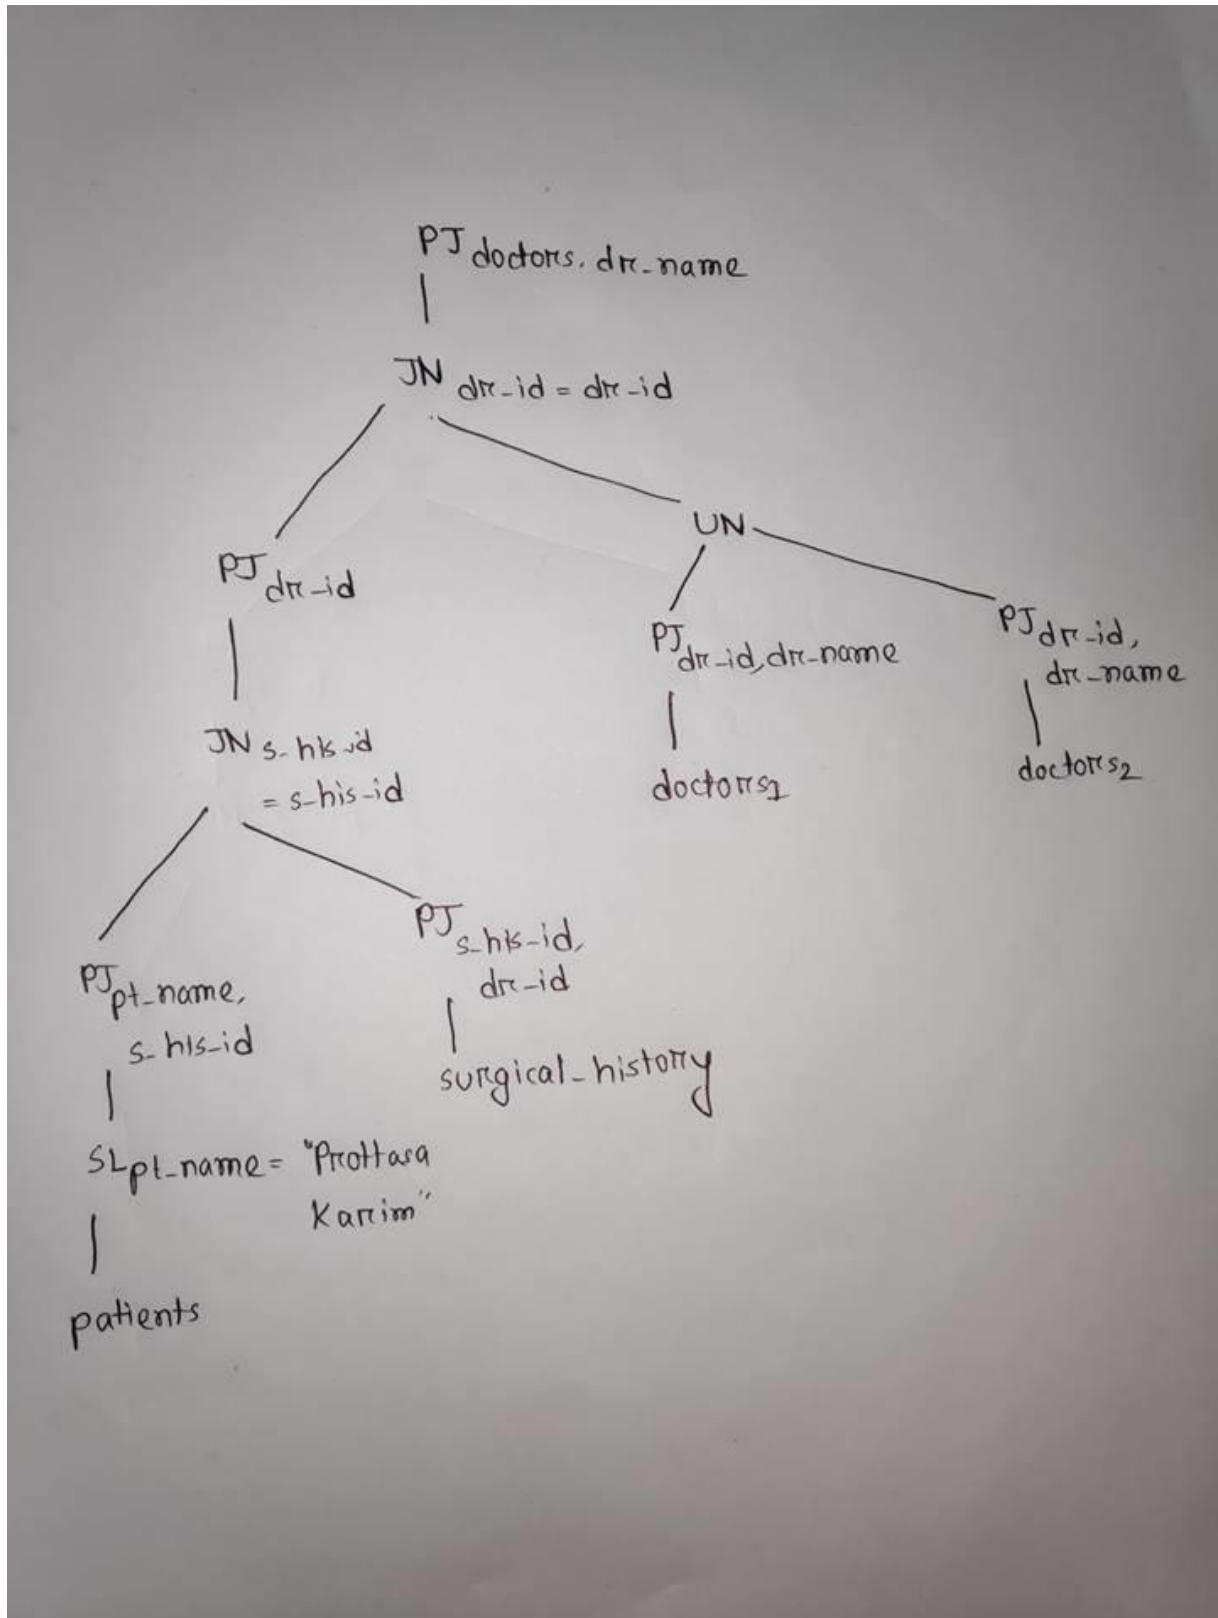 PJ doctors. dr_name
JN dr_id = dr_id
UN
PJ dr_id
PJ dr_id, dr_name
PJ dr_id,
dr_name
JN s_his_id
= s_his_id
doctors1
doctors2
PJ s_his_id,
dr_id
PJ pt_name,
s_his_id
surgical_history
SL pt_name = "Prottasa
Karim"
patients